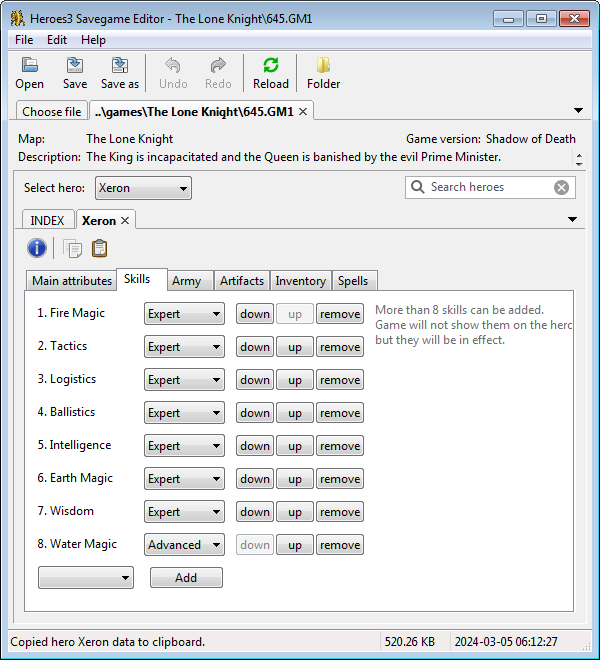 Heroes3 Savegame Editor - The Lone Knight\645.GM1
File Edit Help
Open Save Save as Undo Redo Reload Folder
Choose file ..\games\The Lone Knight\645.GM1
Map: The Lone Knight Game version: Shadow of Death
Description: The King is incapacitated and the Queen is banished by the evil Prime Minister.
Select hero: Xeron Search heroes
INDEX Xeron
Main attributes Skills Army Artifacts Inventory Spells
1. Fire Magic Expert down up remove More than 8 skills can be added.
Game will not show them on the hero
but they will be in effect.
2. Tactics Expert down up remove
3. Logistics Expert down up remove
4. Ballistics Expert down up remove
5. Intelligence Expert down up remove
6. Earth Magic Expert down up remove
7. Wisdom Expert down up remove
8. Water Magic Advanced down up remove
Add
Copied hero Xeron data to clipboard. 520.26 KB 2024-03-05 06:12:27